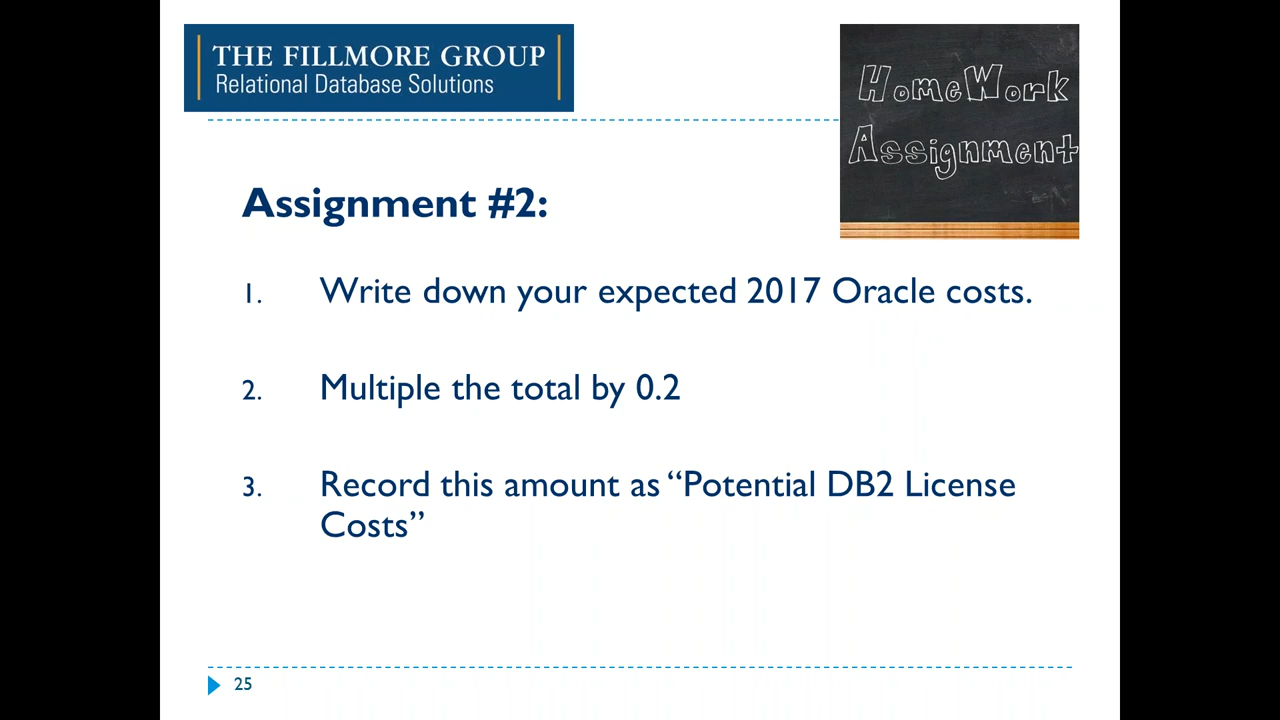 THE FILLMORE GROUP
Relational Database Solutions
HomeWork
Assignment
Assignment #2:
1. Write down your expected 2017 Oracle costs.
2. Multiple the total by 0.2
3. Record this amount as “Potential DB2 License
Costs”
25